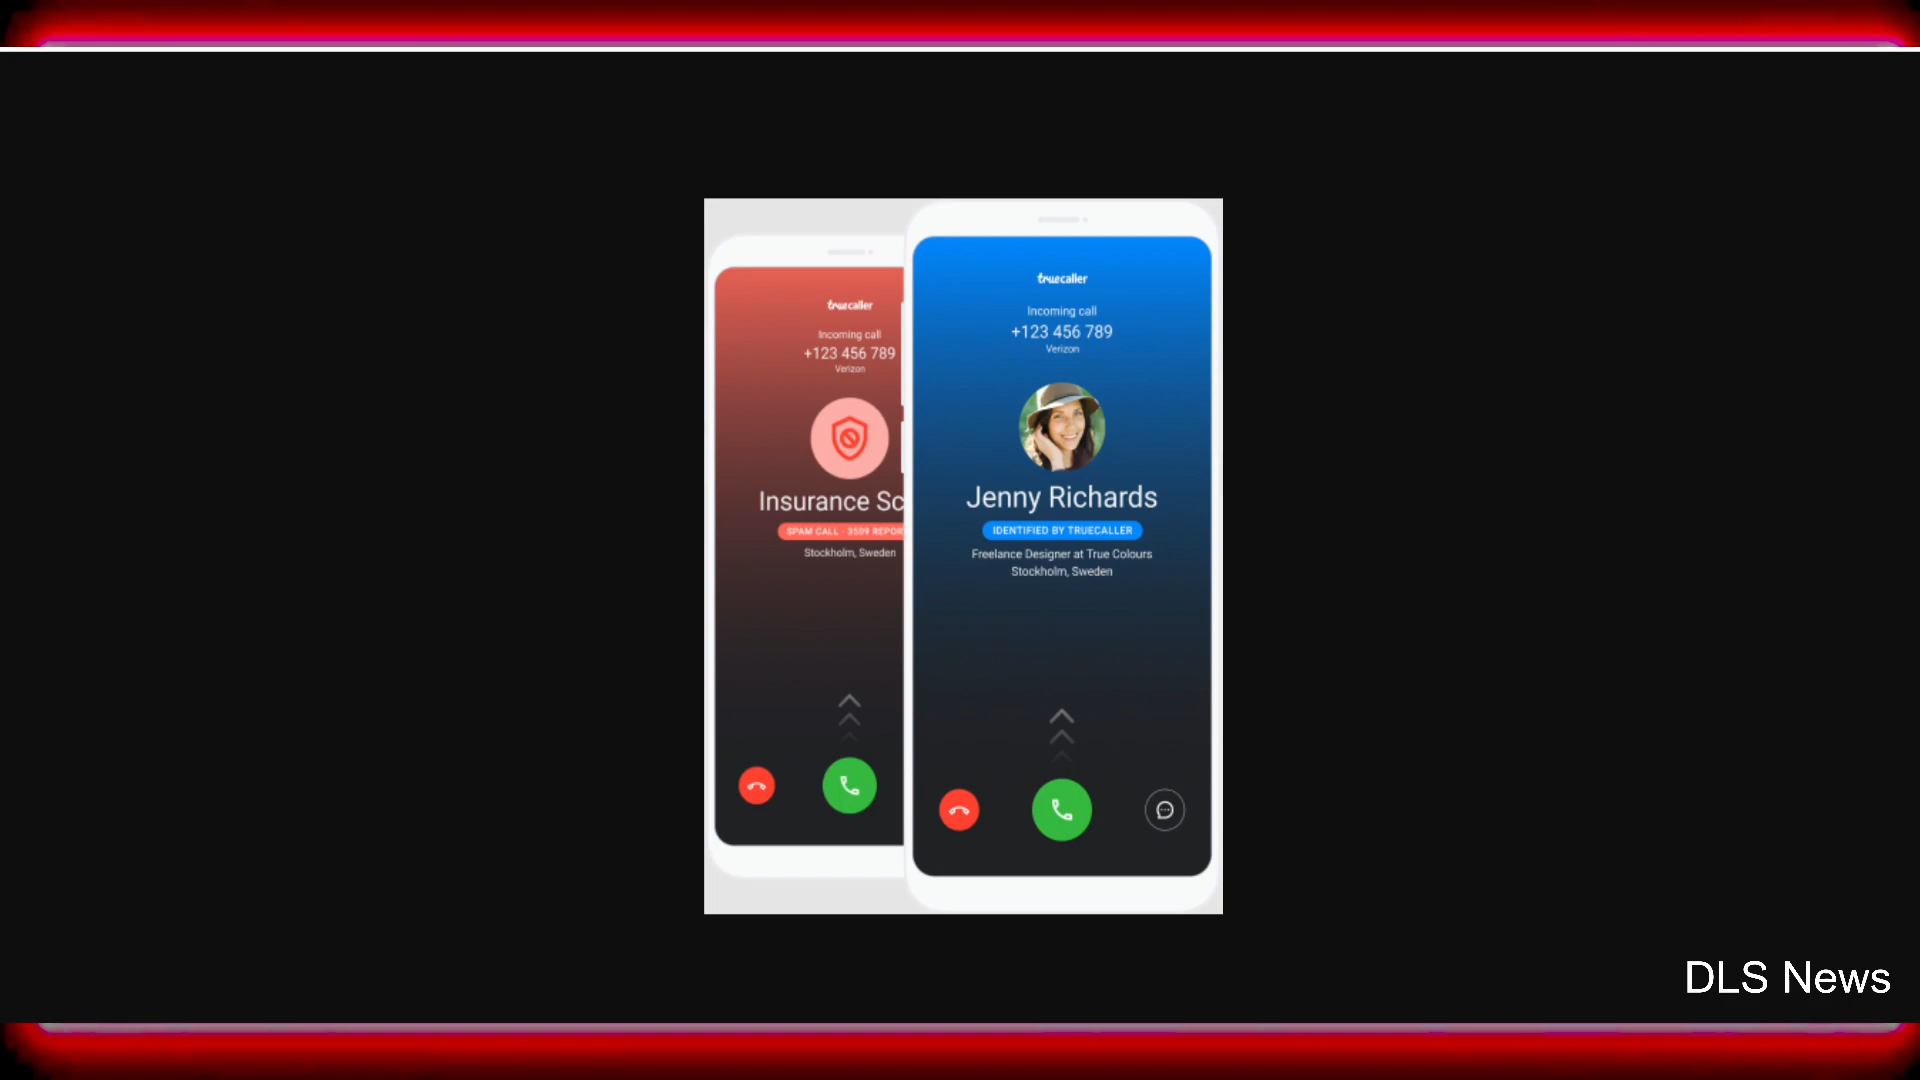 truecaller
Incoming call
+123 456 789
Verizon
Insurance Sc
SPAM CALL · 3509 REPOR
Stockholm, Sweden
truecaller
Incoming call
+123 456 789
Verizon
Jenny Richards
IDENTIFIED BY TRUECALLER
Freelance Designer at True Colours
Stockholm, Sweden
DLS News